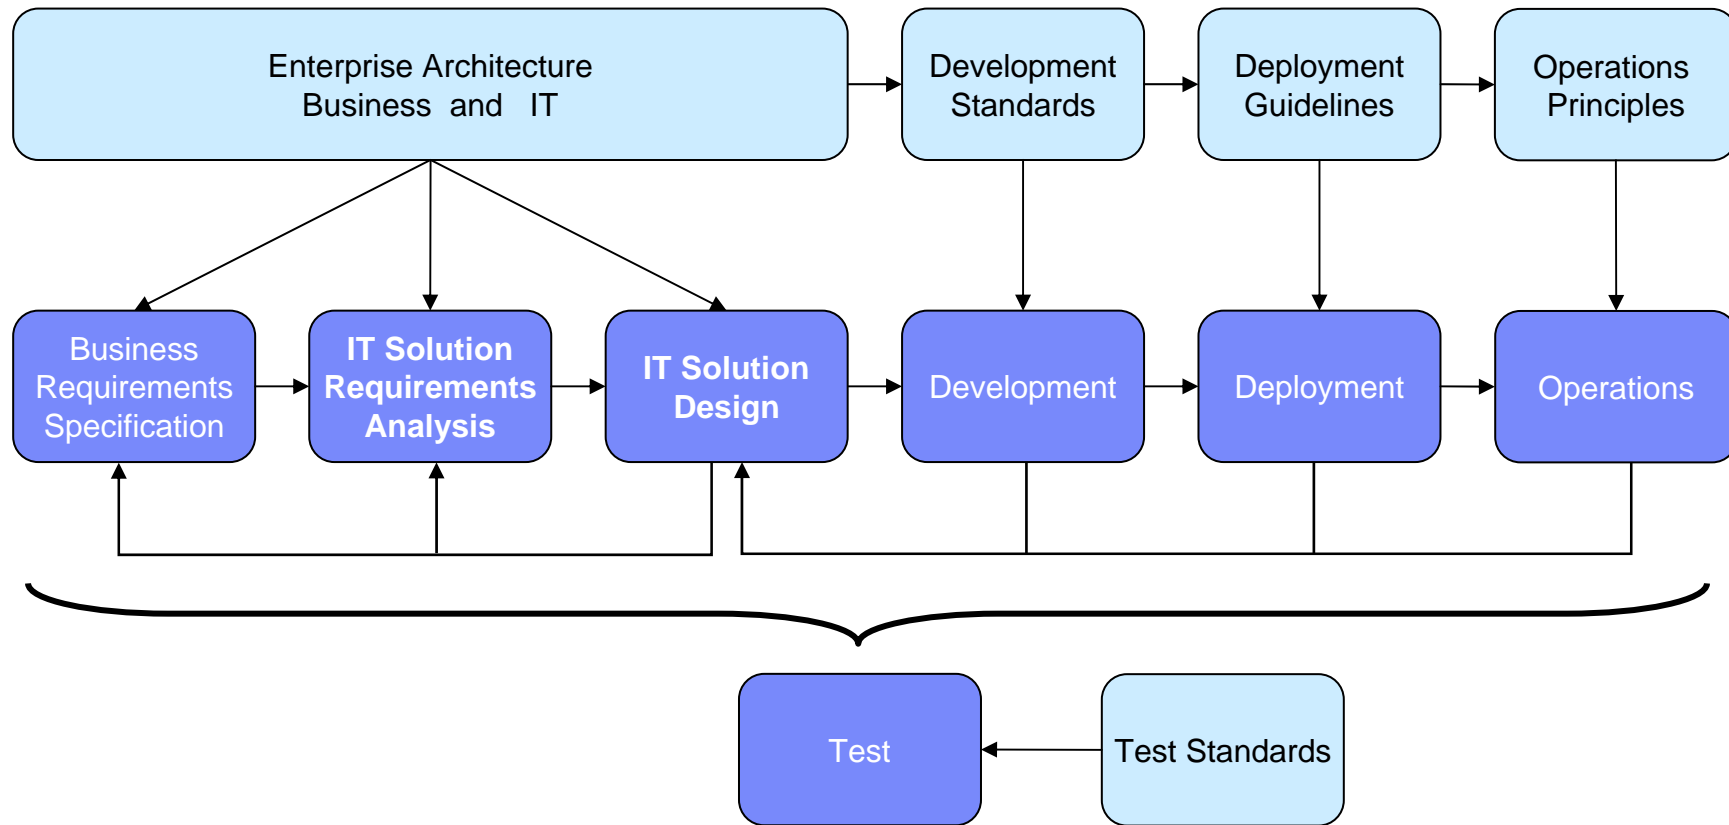 Enterprise Architecture
Business and IT
Development
Standards
Deployment
Guidelines
Operations
Principles
Business
Requirements
Specification
IT Solution
Requirements
Analysis
IT Solution
Design
Development
Deployment
Operations
Test
Test Standards